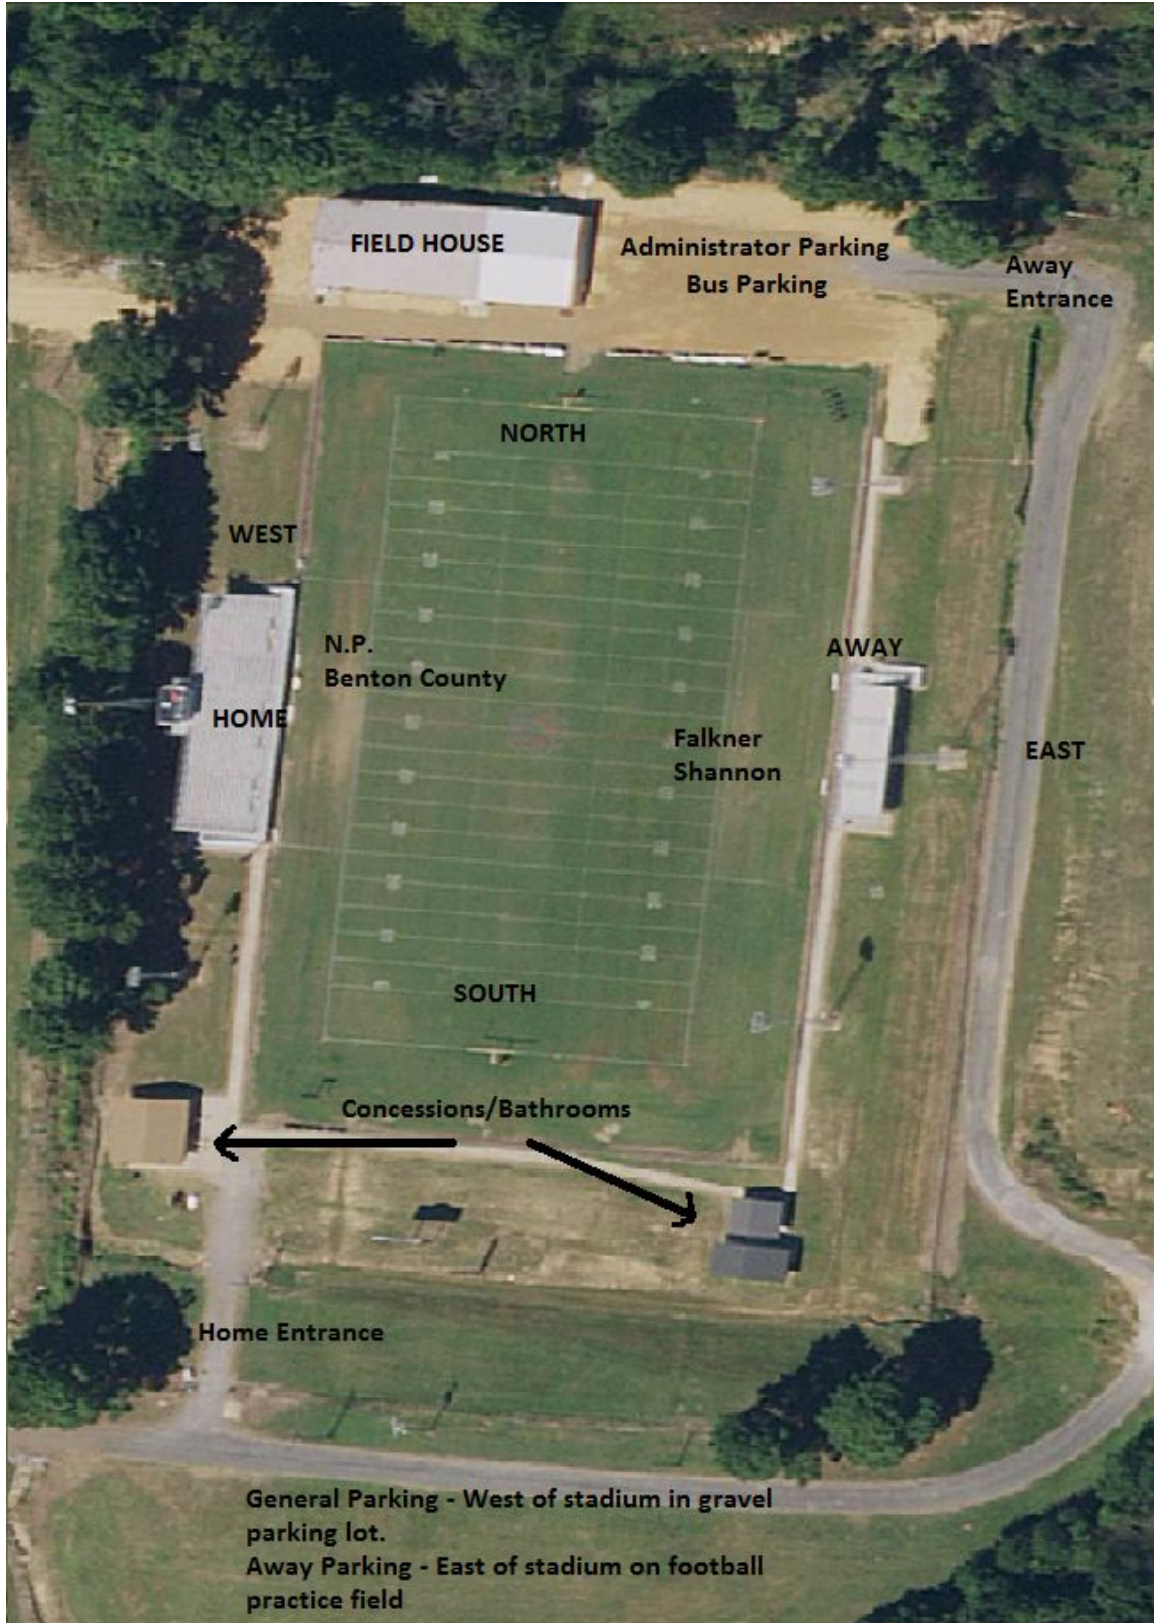 FIELD HOUSE
Administrator Parking
Bus Parking
Away
Entrance
NORTH
WEST
N.P.
Benton County
AWAY
HOME
Falkner
Shannon
EAST
SOUTH
Concessions/Bathrooms
Home Entrance
General Parking - West of stadium in gravel
parking lot.
Away Parking - East of stadium on football
practice field